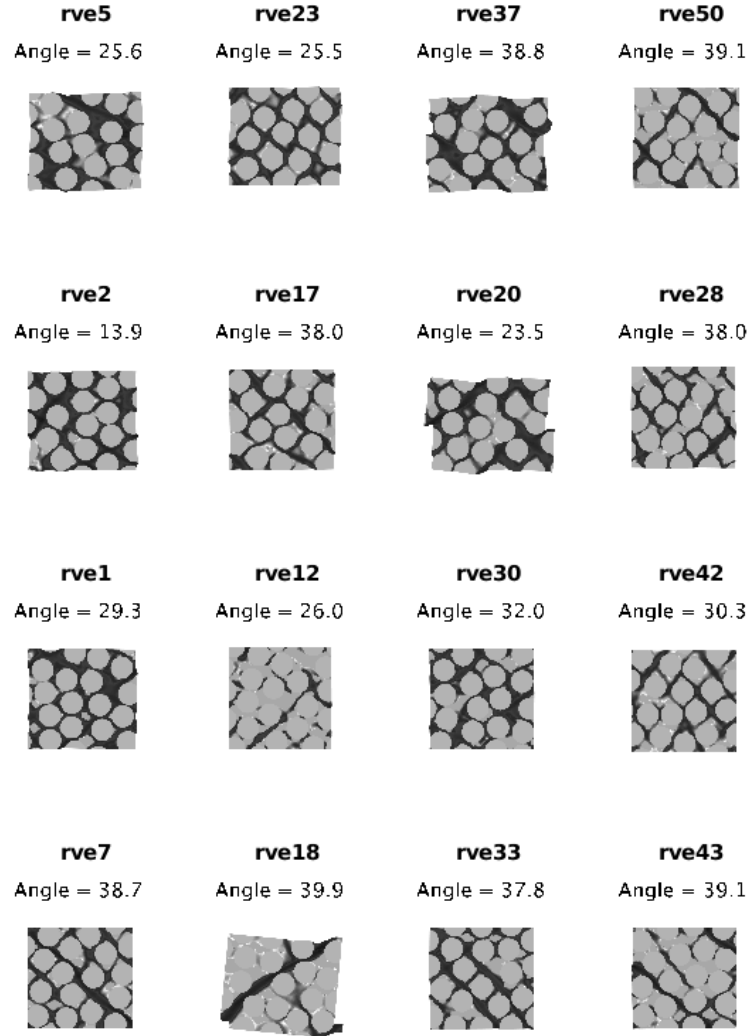 rve5 rve23 rve37 rve50
Angle = 25.6 Angle = 25.5 Angle = 38.8 Angle = 39.1
rve2 rve17 rve20 rve28
Angle = 13.9 Angle = 38.0 Angle = 23.5 Angle = 38.0
rve1 rve12 rve30 rve42
Angle = 29.3 Angle = 26.0 Angle = 32.0 Angle = 30.3
rve7 rve18 rve33 rve43
Angle = 38.7 Angle = 39.9 Angle = 37.8 Angle = 39.1